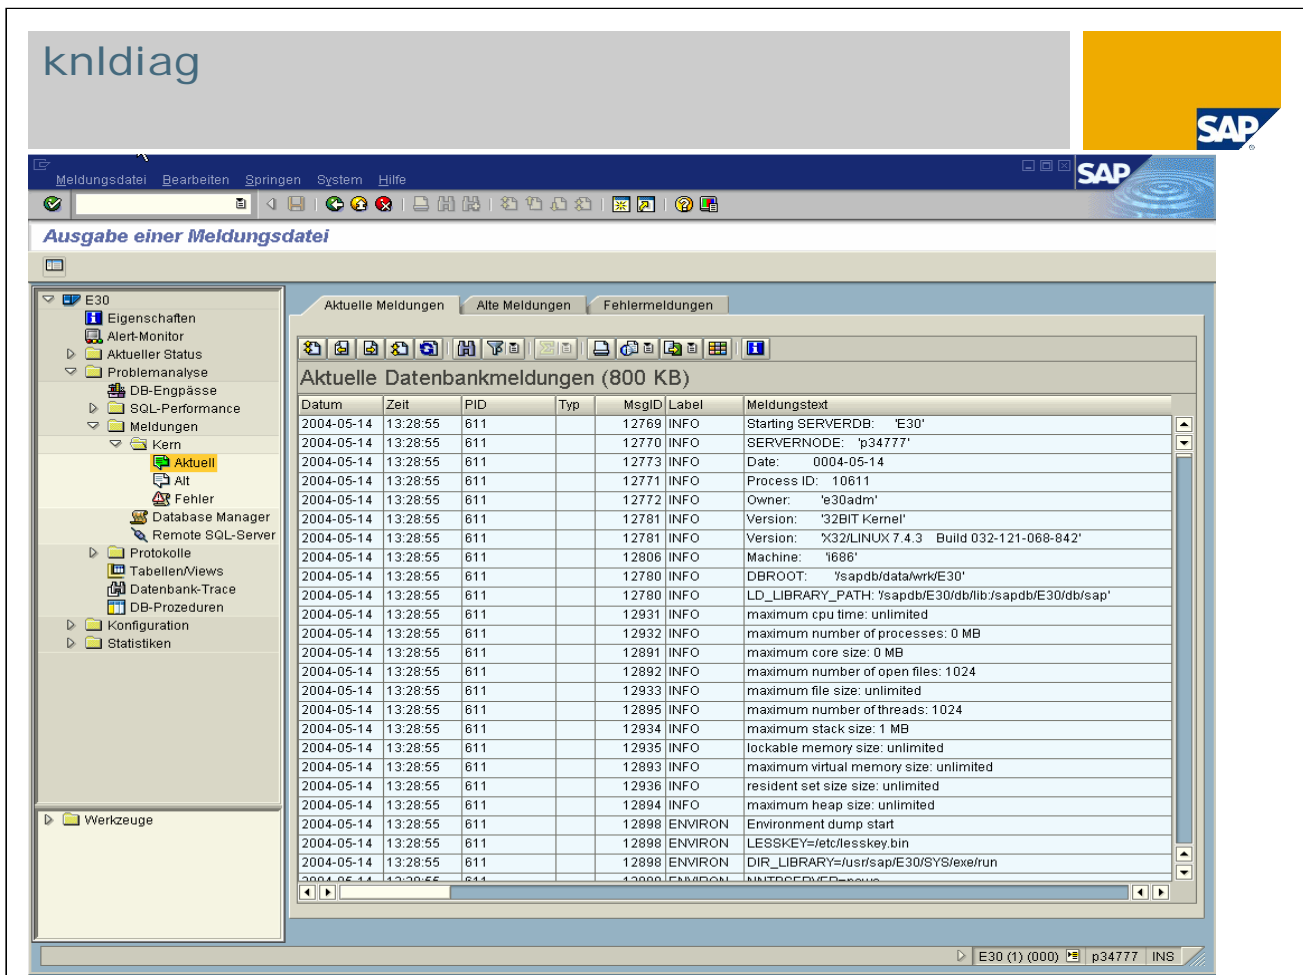 knldiag
SAP
Meldungsdatei Bearbeiten Springen System Hilfe
SAP
Ausgabe einer Meldungsdatei
E30
Eigenschaften
Alert-Monitor
Aktueller Status
Problemanalyse
DB-Engpässe
SQL-Performance
Meldungen
Kern
Aktuell
Alt
Fehler
Database Manager
Remote SQL-Server
Protokolle
Tabellen/Views
Datenbank-Trace
DB-Prozeduren
Konfiguration
Statistiken
Werkzeuge
Aktuelle Meldungen Alte Meldungen Fehlermeldungen
Aktuelle Datenbankmeldungen (800 KB)
Datum Zeit PID Typ MsgID Label Meldungstext
2004-05-14 13:28:55 611 12769 INFO Starting SERVERDB: 'E30'
2004-05-14 13:28:55 611 12770 INFO SERVERNODE: 'p34777'
2004-05-14 13:28:55 611 12773 INFO Date: 0004-05-14
2004-05-14 13:28:55 611 12771 INFO Process ID: 10611
2004-05-14 13:28:55 611 12772 INFO Owner: 'e30adm'
2004-05-14 13:28:55 611 12781 INFO Version: '32BIT Kernel'
2004-05-14 13:28:55 611 12781 INFO Version: 'X32/LINUX 7.4.3 Build 032-121-068-842'
2004-05-14 13:28:55 611 12806 INFO Machine: 'i686'
2004-05-14 13:28:55 611 12780 INFO DBROOT: '/sapdb/data/wrk/E30'
2004-05-14 13:28:55 611 12780 INFO LD_LIBRARY_PATH: '/sapdb/E30/db/lib:/sapdb/E30/db/sap'
2004-05-14 13:28:55 611 12931 INFO maximum cpu time: unlimited
2004-05-14 13:28:55 611 12932 INFO maximum number of processes: 0 MB
2004-05-14 13:28:55 611 12891 INFO maximum core size: 0 MB
2004-05-14 13:28:55 611 12892 INFO maximum number of open files: 1024
2004-05-14 13:28:55 611 12933 INFO maximum file size: unlimited
2004-05-14 13:28:55 611 12895 INFO maximum number of threads: 1024
2004-05-14 13:28:55 611 12934 INFO maximum stack size: 1 MB
2004-05-14 13:28:55 611 12935 INFO lockable memory size: unlimited
2004-05-14 13:28:55 611 12893 INFO maximum virtual memory size: unlimited
2004-05-14 13:28:55 611 12936 INFO resident set size size: unlimited
2004-05-14 13:28:55 611 12894 INFO maximum heap size: unlimited
2004-05-14 13:28:55 611 12898 ENVIRON Environment dump start
2004-05-14 13:28:55 611 12898 ENVIRON LESSKEY=/etc/lesskey.bin
2004-05-14 13:28:55 611 12898 ENVIRON DIR_LIBRARY=/usr/sap/E30/SYS/exe/run
E30 (1) (000) p34777 INS